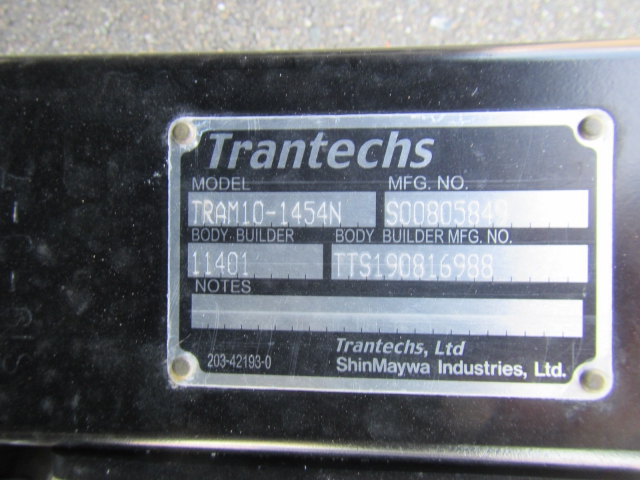 Trantechs
MODEL MFG. NO.
TRAM10-1454N S00805849
BODY BUILDER BODY BUILDER MFG. NO.
11401 TTS190816988
NOTES
Trantechs, Ltd
203-42193-0 ShinMaywa Industries, Ltd.